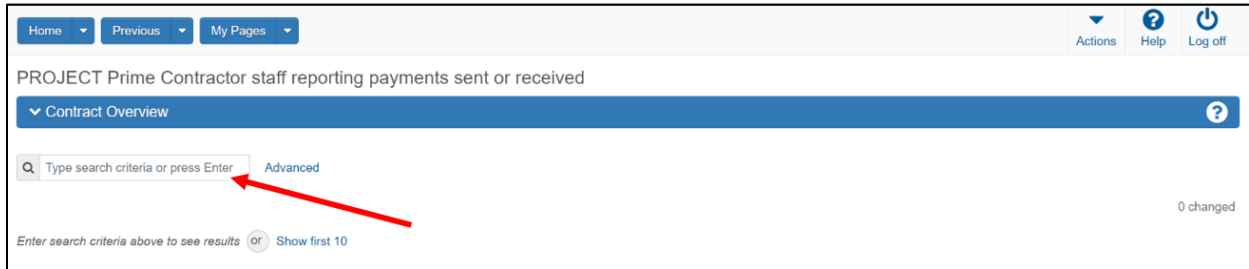 Home Previous My Pages
Actions Help Log off
PROJECT Prime Contractor staff reporting payments sent or received
Contract Overview
Type search criteria or press Enter Advanced
0 changed
Enter search criteria above to see results or Show first 10